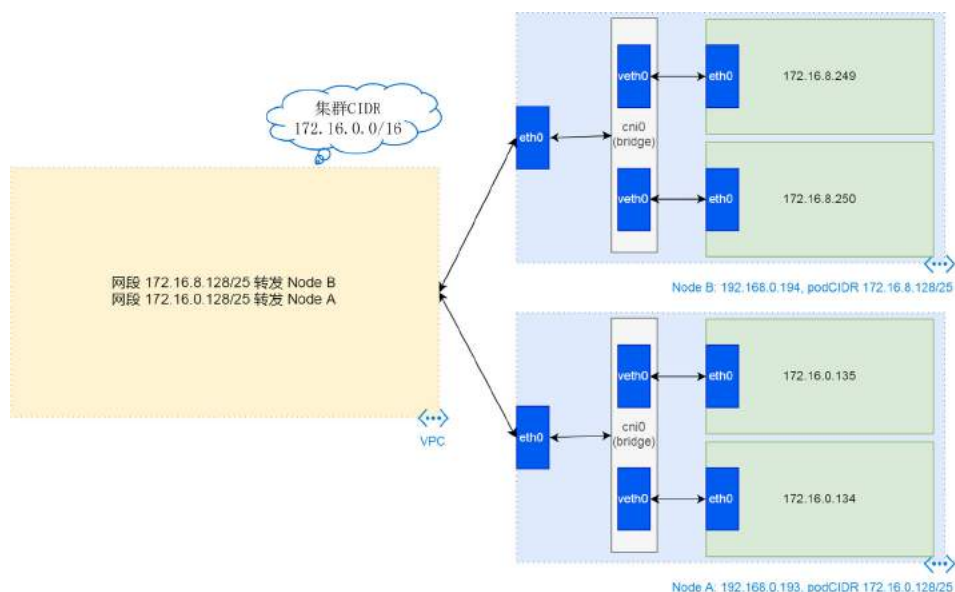 集群CIDR
172.16.0.0/16
网段 172.16.8.128/25 转发 Node B
网段 172.16.0.128/25 转发 Node A
VPC
eth0
cni0
(bridge)
veth0
eth0
172.16.8.249
veth0
eth0
172.16.8.250
Node B: 192.168.0.194, podCIDR 172.16.8.128/25
eth0
cni0
(bridge)
veth0
eth0
172.16.0.135
veth0
eth0
172.16.0.134
Node A: 192.168.0.193, podCIDR 172.16.0.128/25